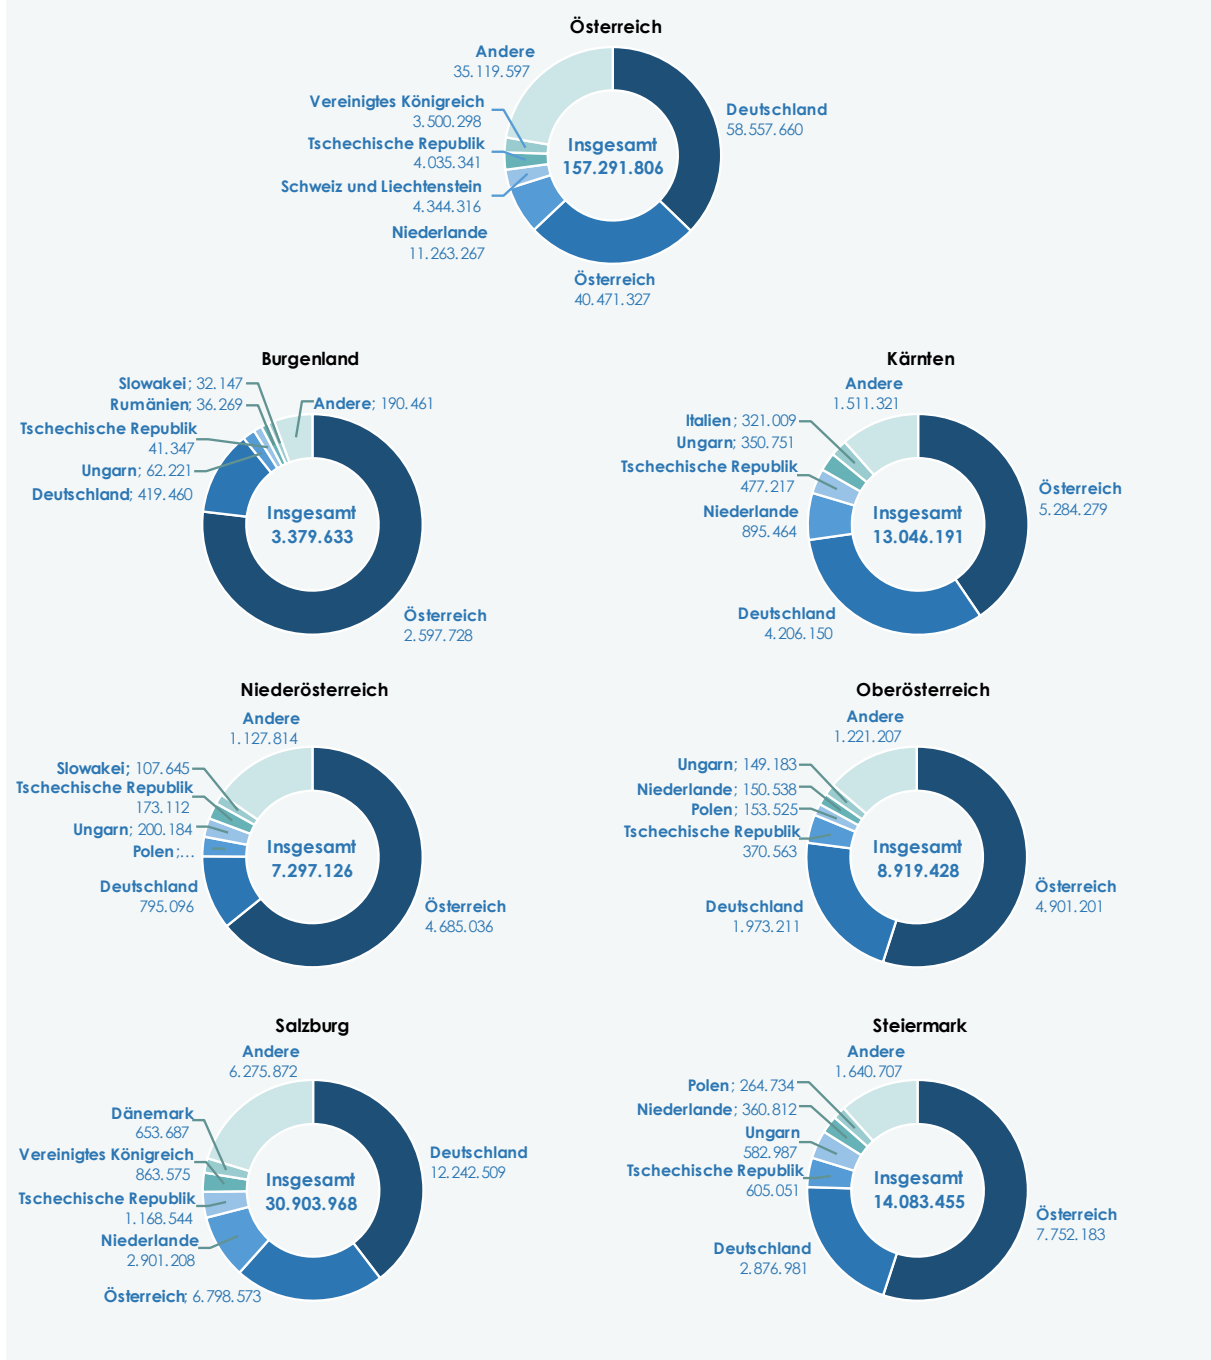 Österreich
Andere
35.119.597
Vereinigtes Königreich
3.500.298
Tschechische Republik
4.035.341
Schweiz und Liechtenstein
4.344.316
Niederlande
11.263.267
Deutschland
58.557.660
Insgesamt
157.291.806
Österreich
40.471.327
Burgenland
Slowakei; 32.147
Rumänien; 36.269
Andere; 190.461
Tschechische Republik
41.347
Ungarn; 62.221
Deutschland; 419.460
Insgesamt
3.379.633
Österreich
2.597.728
Kärnten
Andere
1.511.321
Italien; 321.009
Ungarn; 350.751
Tschechische Republik
477.217
Niederlande
895.464
Österreich
5.284.279
Insgesamt
13.046.191
Deutschland
4.206.150
Niederösterreich
Andere
1.127.814
Slowakei; 107.645
Tschechische Republik
173.112
Ungarn; 200.184
Polen;...
Deutschland
795.096
Insgesamt
7.297.126
Österreich
4.685.036
Oberösterreich
Andere
1.221.207
Ungarn; 149.183
Niederlande; 150.538
Polen; 153.525
Tschechische Republik
370.563
Insgesamt
8.919.428
Österreich
4.901.201
Deutschland
1.973.211
Salzburg
Andere
6.275.872
Dänemark
653.687
Vereinigtes Königreich
863.575
Tschechische Republik
1.168.544
Niederlande
2.901.208
Österreich; 6.798.573
Deutschland
12.242.509
Insgesamt
30.903.968
Steiermark
Andere
1.640.707
Polen; 264.734
Niederlande; 360.812
Ungarn
582.987
Tschechische Republik
605.051
Insgesamt
14.083.455
Österreich
7.752.183
Deutschland
2.876.981